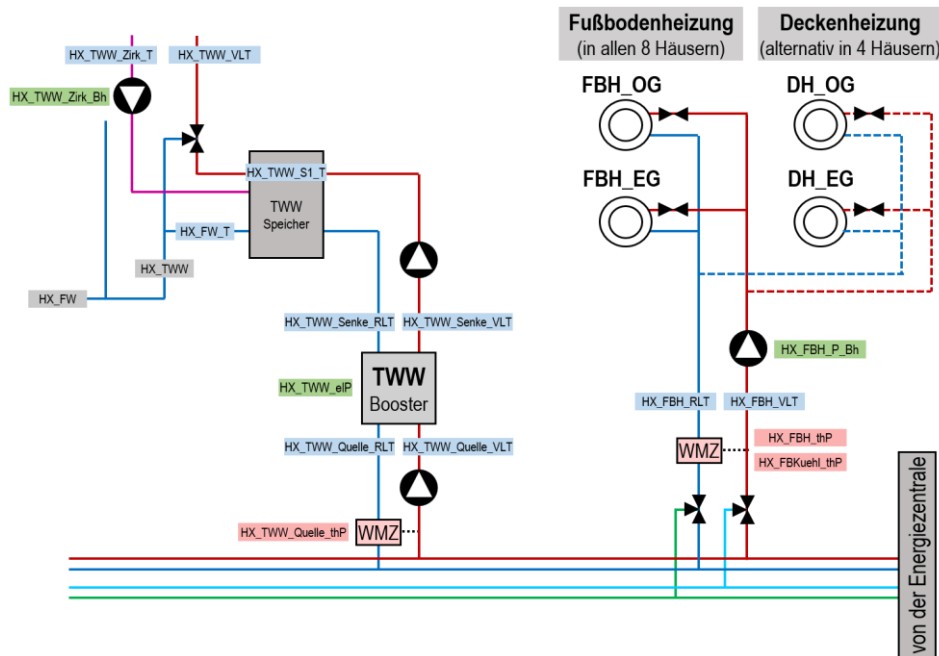 Fußbodenheizung
(in allen 8 Häusern)
Deckenheizung
(alternativ in 4 Häusern)
HX_TWW_Zirk_T
HX_TWW_VLT
HX_TWW_Zirk_Bh
FBH_OG
DH_OG
HX_TWW_S1_T
TWW
Speicher
FBH_EG
DH_EG
HX_FW_T
HX_TWW
HX_FW
HX_TWW_Senke_RLT
HX_TWW_Senke_VLT
HX_FBH_P_Bh
TWW
Booster
HX_TWW_elP
HX_FBH_RLT
HX_FBH_VLT
HX_TWW_Quelle_RLT
HX_TWW_Quelle_VLT
WMZ
HX_FBH_thP
HX_FBKuehl_thP
HX_TWW_Quelle_thP
WMZ
von der Energiezentrale